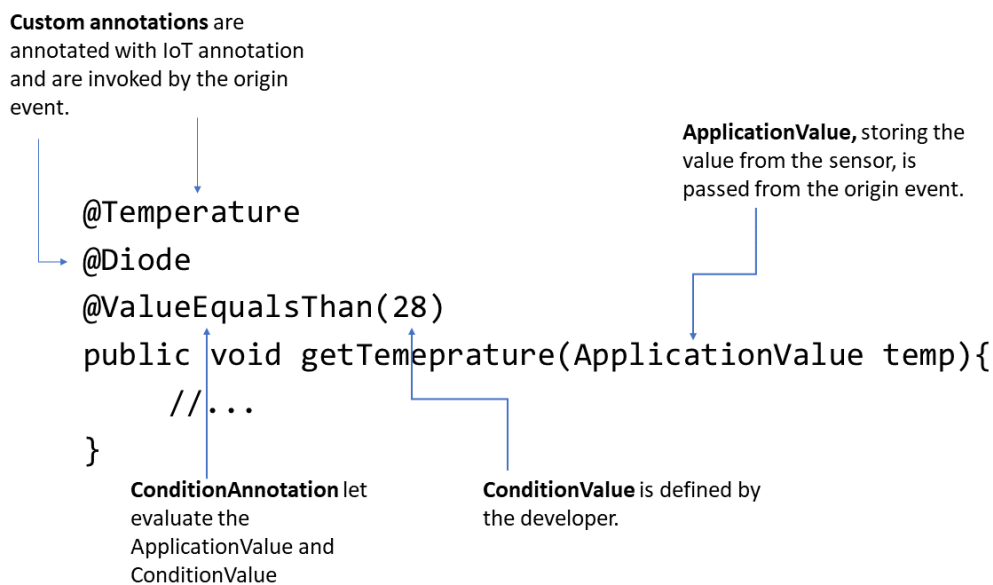 Custom annotations are
annotated with IoT annotation
and are invoked by the origin
event.
ApplicationValue, storing the
value from the sensor, is
passed from the origin event.
@Temperature
@Diode
@ValueEqualsThan(28)
public void getTemeprature(ApplicationValue temp){
//...
}
ConditionAnnotation let
evaluate the
ApplicationValue and
ConditionValue
ConditionValue is defined by
the developer.